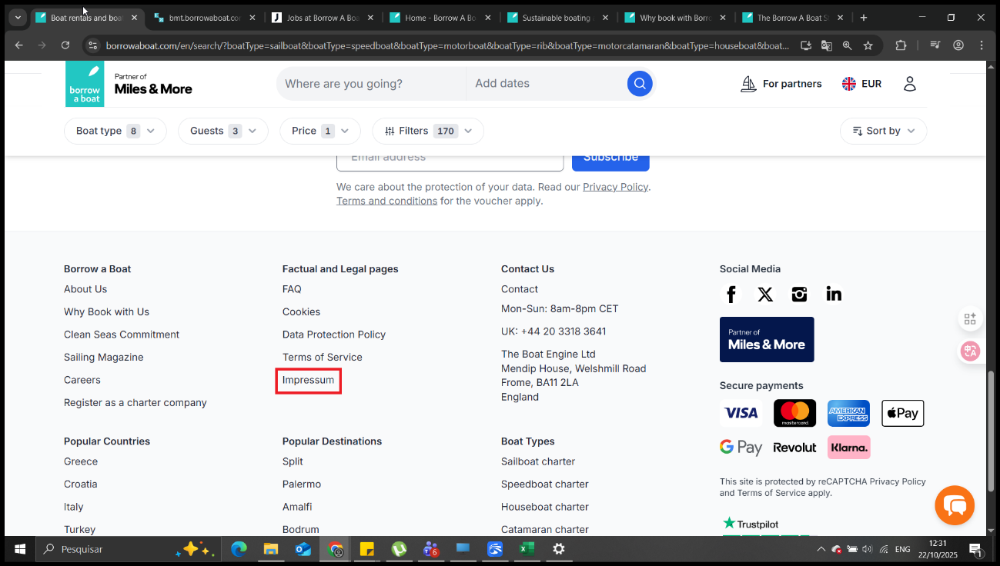 Boat rentals and boat
bmt.borrowaboat.co
Jobs at Borrow A Boa
Home - Borrow A Bo
Sustainable boating
Why book with Borro
The Borrow A Boat S
borrowaboat.com/en/search/?boatType=sailboat&boatType=speedboat&boatType=motorboat&boatType=rib&boatType=motorcatamaran&boatType=houseboat&boat...
borrow
a boat
Partner of
Miles & More
Where are you going?
Add dates
For partners
EUR
Boat type 8
Guests 3
Price 1
Filters 170
Sort by
Email address
Subscribe
We care about the protection of your data. Read our Privacy Policy.
Terms and conditions for the voucher apply.
Borrow a Boat
About Us
Why Book with Us
Clean Seas Commitment
Sailing Magazine
Careers
Register as a charter company
Factual and Legal pages
FAQ
Cookies
Data Protection Policy
Terms of Service
Impressum
Contact Us
Contact
Mon-Sun: 8am-8pm CET
UK: +44 20 3318 3641
The Boat Engine Ltd
Mendip House, Welshmill Road
Frome, BA11 2LA
England
Social Media
Partner of
Miles & More
Secure payments
VISA
mastercard
AMERICAN
EXPRESS
Pay
G Pay
Revolut
Klarna.
This site is protected by reCAPTCHA Privacy Policy
and Terms of Service apply.
Trustpilot
Popular Countries
Greece
Croatia
Italy
Turkey
Popular Destinations
Split
Palermo
Amalfi
Bodrum
Boat Types
Sailboat charter
Speedboat charter
Houseboat charter
Catamaran charter
Pesquisar
6
ENG
12:31
22/10/2025
1